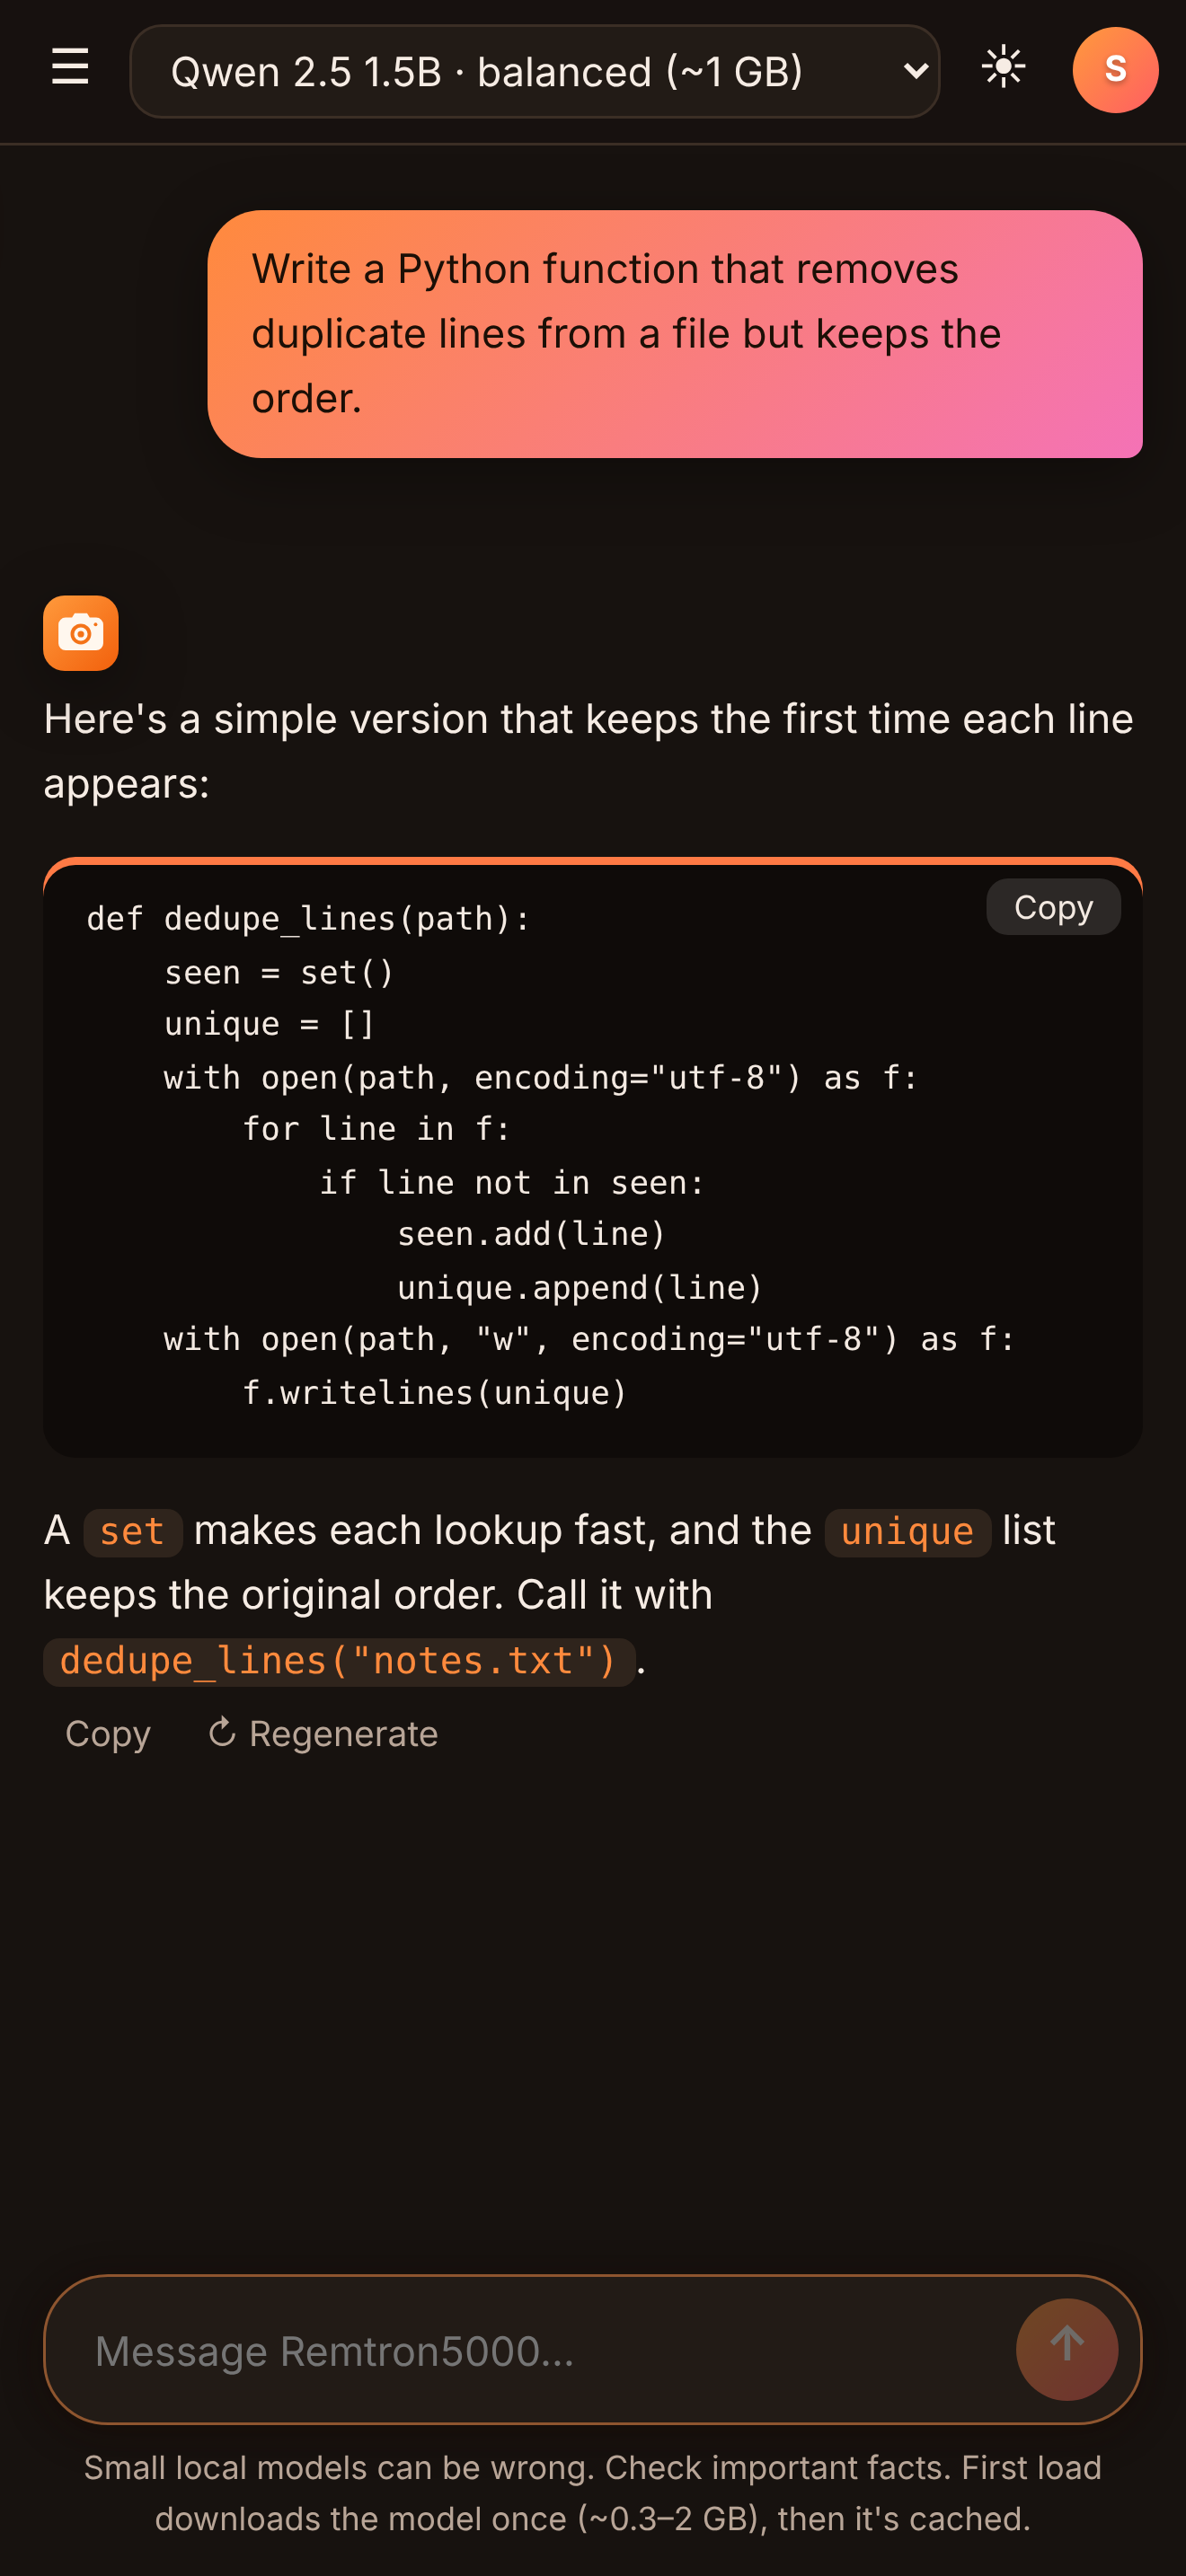 ☰ Qwen 2.5 1.5B · balanced (~1 GB) ☀ S
Write a Python function that removes
duplicate lines from a file but keeps the
order.
Here's a simple version that keeps the first time each line
appears:
Copy
def dedupe_lines(path):
    seen = set()
    unique = []
    with open(path, encoding="utf-8") as f:
        for line in f:
            if line not in seen:
                seen.add(line)
                unique.append(line)
    with open(path, "w", encoding="utf-8") as f:
        f.writelines(unique)
A set makes each lookup fast, and the unique list
keeps the original order. Call it with
dedupe_lines("notes.txt").
Copy ↻ Regenerate
Message Remtron5000...
Small local models can be wrong. Check important facts. First load
downloads the model once (~0.3–2 GB), then it's cached.